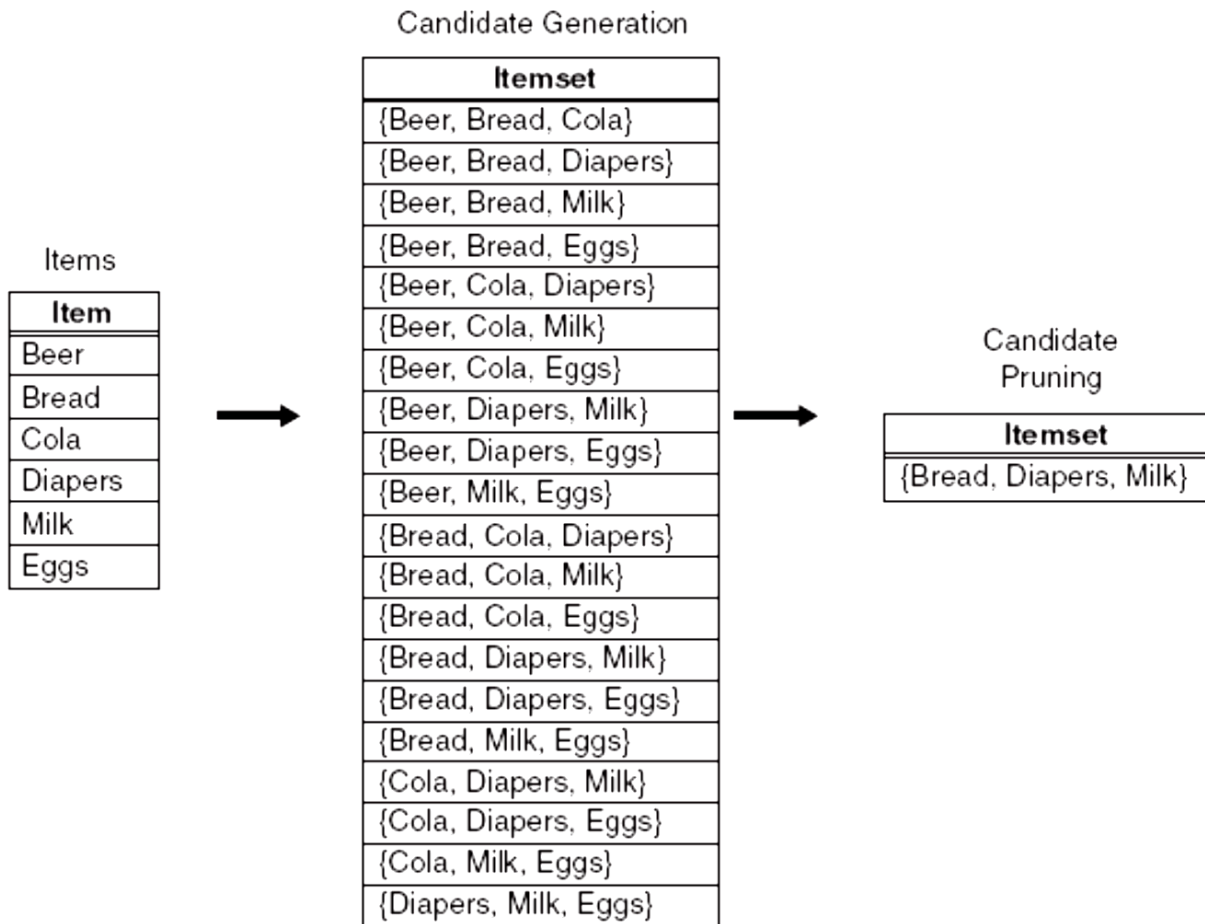 Candidate Generation
Itemset
{Beer, Bread, Cola}
{Beer, Bread, Diapers}
{Beer, Bread, Milk}
{Beer, Bread, Eggs}
{Beer, Cola, Diapers}
{Beer, Cola, Milk}
{Beer, Cola, Eggs}
{Beer, Diapers, Milk}
{Beer, Diapers, Eggs}
{Beer, Milk, Eggs}
{Bread, Cola, Diapers}
{Bread, Cola, Milk}
{Bread, Cola, Eggs}
{Bread, Diapers, Milk}
{Bread, Diapers, Eggs}
{Bread, Milk, Eggs}
{Cola, Diapers, Milk}
{Cola, Diapers, Eggs}
{Cola, Milk, Eggs}
{Diapers, Milk, Eggs}
Items
Item
Beer
Bread
Cola
Diapers
Milk
Eggs
Candidate
Pruning
Itemset
{Bread, Diapers, Milk}